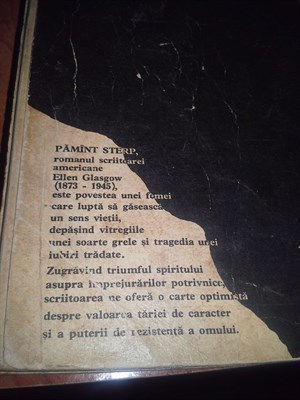 PĂMÎNT STERP,
romanul scriitoarei
americane
Ellen Glasgow
(1873 - 1945),
este povestea unei femei
care luptă să găsească
un sens vieții,
depășind vitregiile
unei soarte grele și tragedia unei
iubiri trădate.
Zugrăvind triumful spiritului
asupra împrejurărilor potrivnice,
scriitoarea ne oferă o carte optimistă
despre valoarea tăriei de caracter
și a puterii de rezistență a omului.